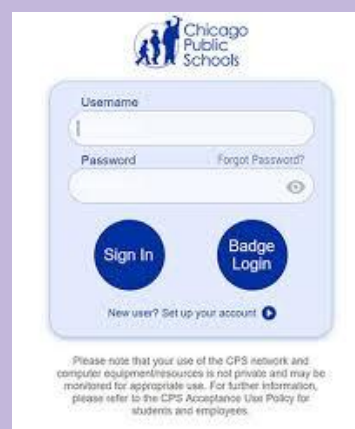 Chicago
Public
Schools
Username
Password Forgot Password?
Sign In Badge
Login
New user? Set up your account
Please note that your use of the CPS network and
computer equipment/resources is not private and may be
monitored for appropriate use. For further information,
please refer to the CPS Acceptance Use Policy for
students and employees.